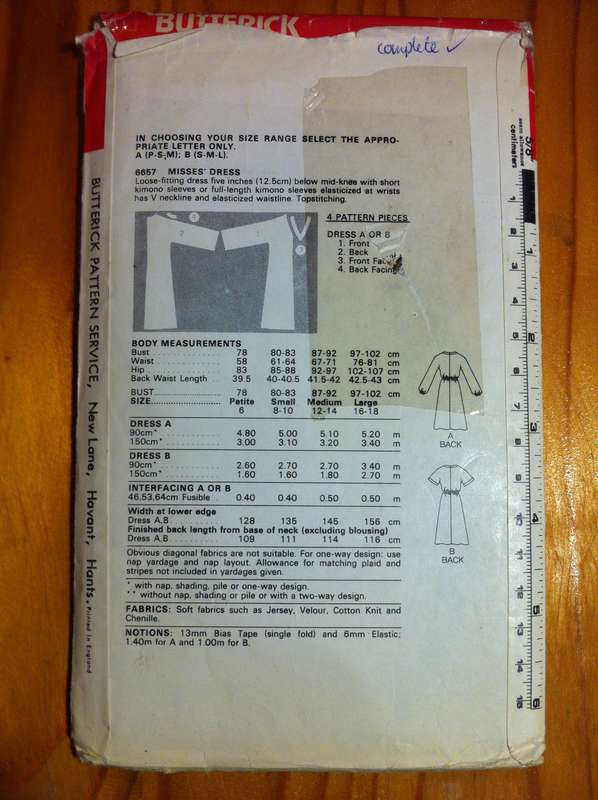 BUTTERICK
complete ✓
IN CHOOSING YOUR SIZE RANGE SELECT THE APPRO-
PRIATE LETTER ONLY.
A (P-S-M); B (S-M-L).
6657 MISSES' DRESS
Loose-fitting dress five inches (12.5cm) below mid-knee with short
kimono sleeves or full-length kimono sleeves elasticized at wrists
has V neckline and elasticized waistline. Topstitching.
4 PATTERN PIECES
DRESS A OR B
1. Front
2. Back
3. Front Facing
4. Back Facing
2 1
3
BODY MEASUREMENTS
Bust 78 80-83 87-92 97-102 cm
Waist 58 61-64 67-71 76-81 cm
Hip 83 85-88 92-97 102-107 cm
Back Waist Length 39.5 40-40.5 41.5-42 42.5-43 cm
BUST 78 80-83 87-92 97-102 cm
SIZE Petite Small Medium Large
6 8-10 12-14 16-18
DRESS A
90cm* 4.80 5.00 5.10 5.20 m
150cm* 3.00 3.10 3.20 3.40 m
DRESS B
90cm* 2.60 2.70 2.70 3.40 m
150cm* 1.60 1.60 1.80 2.70 m
INTERFACING A OR B
46,53,64cm Fusible 0.40 0.40 0.50 0.50 m
Width at lower edge
Dress A,B 128 135 145 156 cm
Finished back length from base of neck (excluding blousing)
Dress A,B 109 111 114 116 cm
Obvious diagonal fabrics are not suitable. For one-way design: use
nap yardage and nap layout. Allowance for matching plaid and
stripes not included in yardages given.
* with nap, shading, pile or one-way design.
** without nap, shading or pile or with a two-way design.
FABRICS: Soft fabrics such as Jersey, Velour, Cotton Knit and
Chenille.
NOTIONS: 13mm Bias Tape (single fold) and 6mm Elastic;
1.40m for A and 1.00m for B.
A
BACK
B
BACK
BUTTERICK PATTERN SERVICE, New Lane, Havant, Hants. Printed in England
5/8
seam allowance
centimeters
1
2
3
4
5